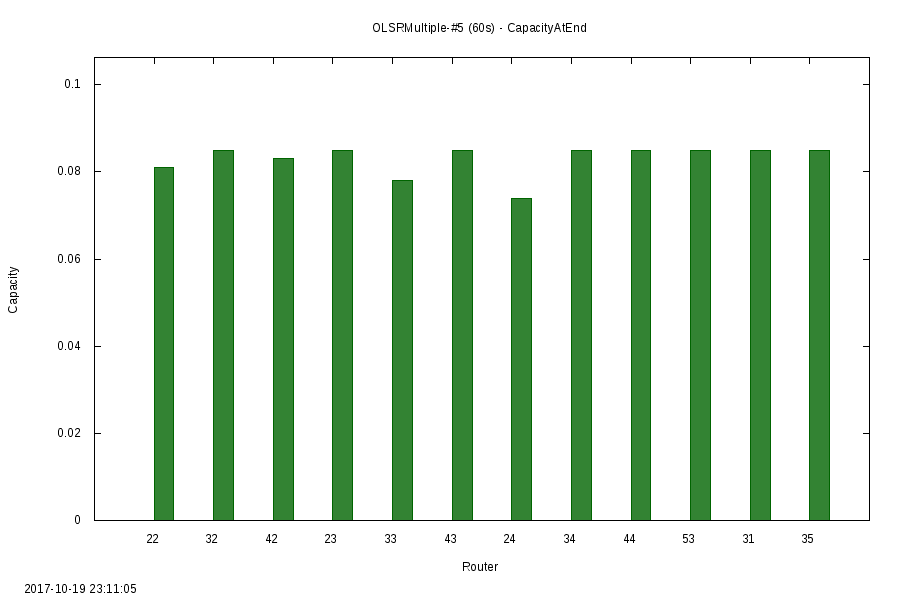 OLSRMultiple-#5 (60s) - CapacityAtEnd
0.1
0.08
0.06
0.04
0.02
0
Capacity
22 32 42 23 33 43 24 34 44 53 31 35
Router
2017-10-19 23:11:05